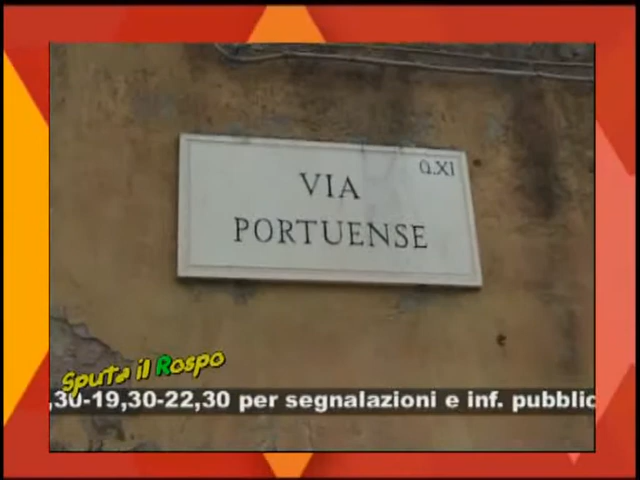 Q.XI
VIA
PORTUENSE
Sputa il Rospo
,30-19,30-22,30 per segnalazioni e inf. pubblic